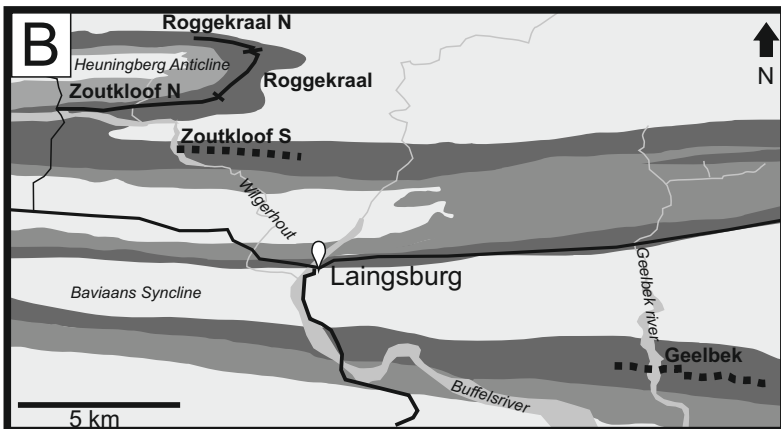 B
Roggekraal N
Heuningberg Anticline
Roggekraal
Zoutkloof N
N
Zoutkloof S
Wilgerhout
Laingsburg
Geelbek river
Baviaans Syncline
Geelbek
Buffelsriver
5 km